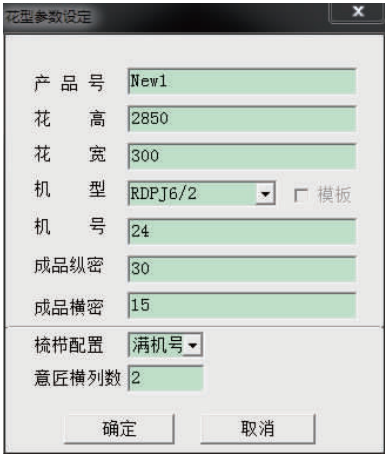 花型参数设定
产品号 New1
花高 2850
花宽 300
机型 RDPJ6/2 模板
机号 24
成品纵密 30
成品横密 15
梳栉配置 满机号
意匠横列数 2
确定 取消